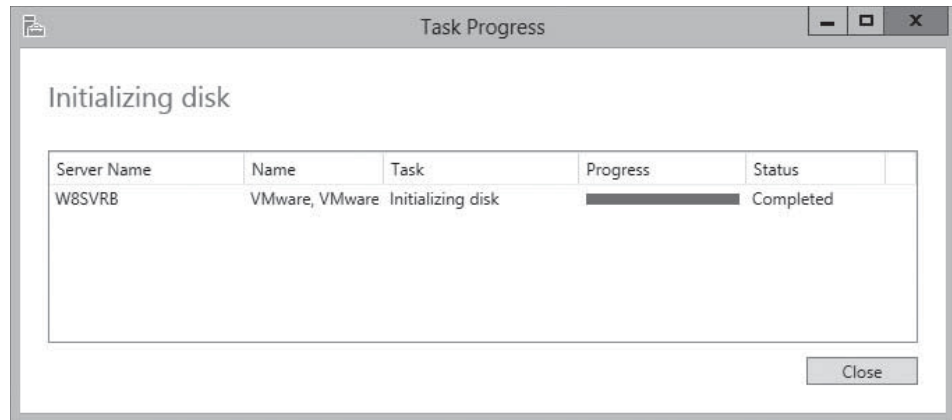 Task Progress
Initializing disk
Server Name Name Task Progress Status
W8SVRB VMware, VMware Initializing disk Completed
Close